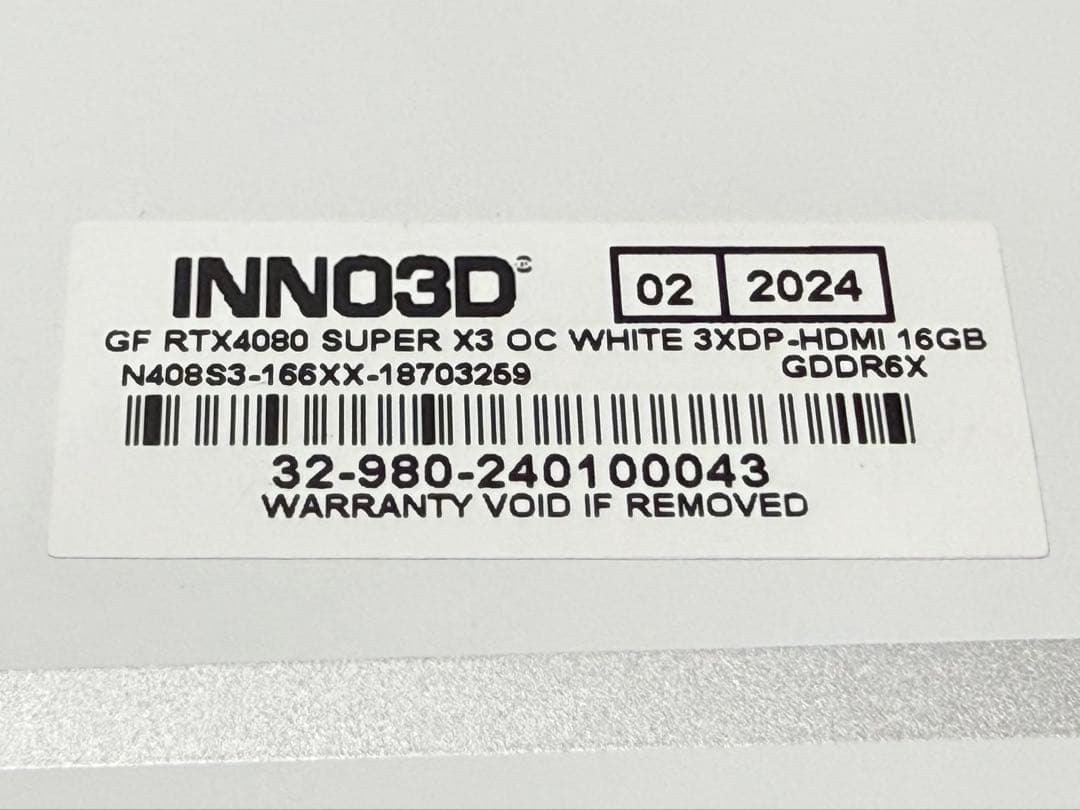 INNO3D® 02 2024
GF RTX4080 SUPER X3 OC WHITE 3XDP-HDMI 16GB
N408S3-166XX-18703259 GDDR6X
32-980-240100043
WARRANTY VOID IF REMOVED